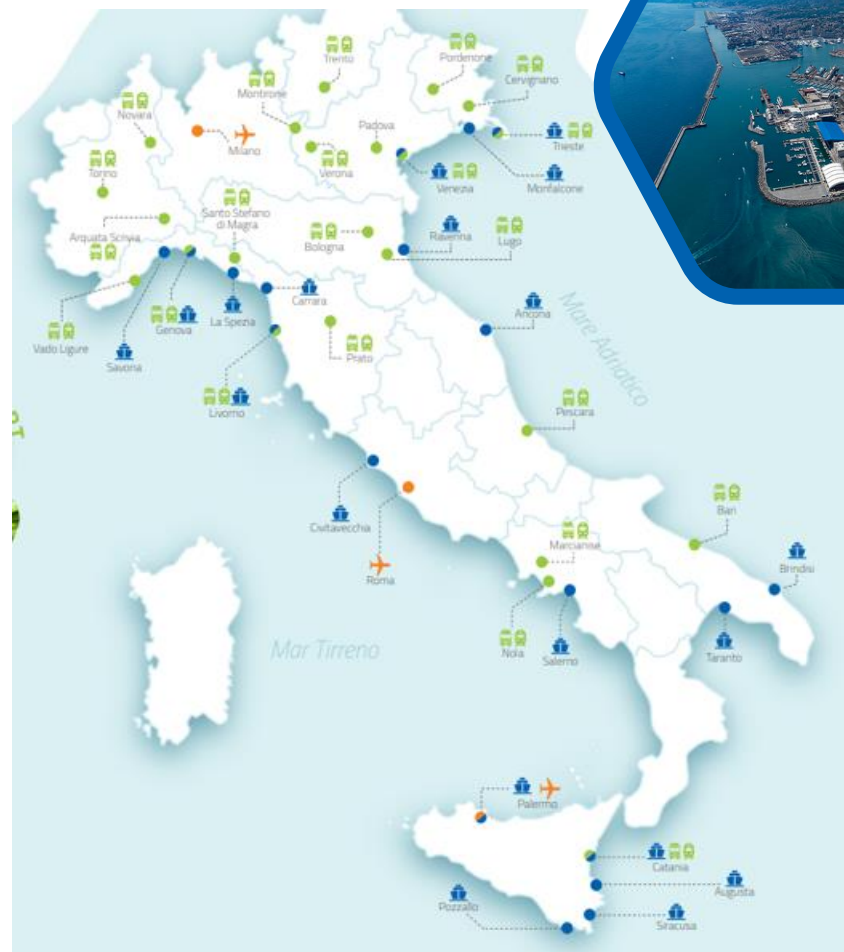 Trento
Pordenone
Cervignano
Montirone
Novara
Milano
Padova
Trieste
Verona
Venezia
Monfalcone
Torino
Santo Stefano
di Magra
Arquata Scrivia
Bologna
Ravenna
Lugo
Vado Ligure
Savona
Genova
La Spezia
Carrara
Prato
Ancona
Mare Adriatico
Livorno
Pescara
Civitavecchia
Roma
Marcianise
Bari
Brindisi
Mar Tirreno
Nola
Salerno
Taranto
Palermo
Catania
Augusta
Pozzallo
Siracusa